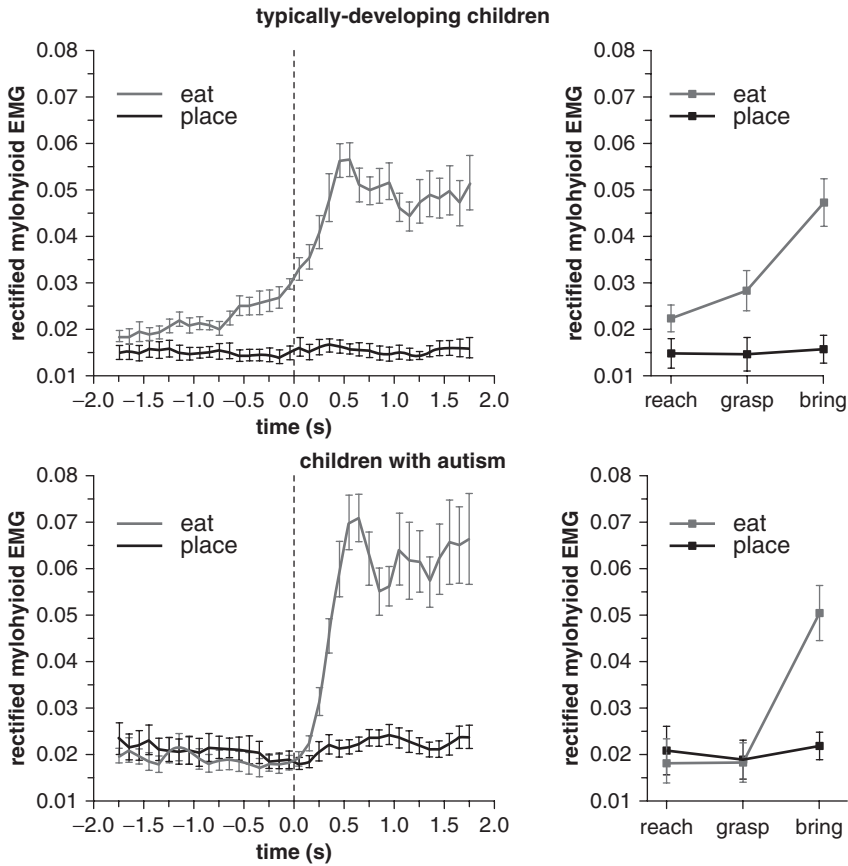 typically-developing children
rectified mylohyioid EMG
0.08
0.07
0.06
0.05
0.04
0.03
0.02
0.01
eat
place
−2.0 −1.5 −1.0 −0.5 0.0 0.5 1.0 1.5 2.0
time (s)
rectified mylohyioid EMG
0.08
0.07
0.06
0.05
0.04
0.03
0.02
0.01
eat
place
reach grasp bring
children with autism
rectified mylohyioid EMG
0.08
0.07
0.06
0.05
0.04
0.03
0.02
0.01
eat
place
−2.0 −1.5 −1.0 −0.5 0.0 0.5 1.0 1.5 2.0
time (s)
rectified mylohyioid EMG
0.08
0.07
0.06
0.05
0.04
0.03
0.02
0.01
eat
place
reach grasp bring